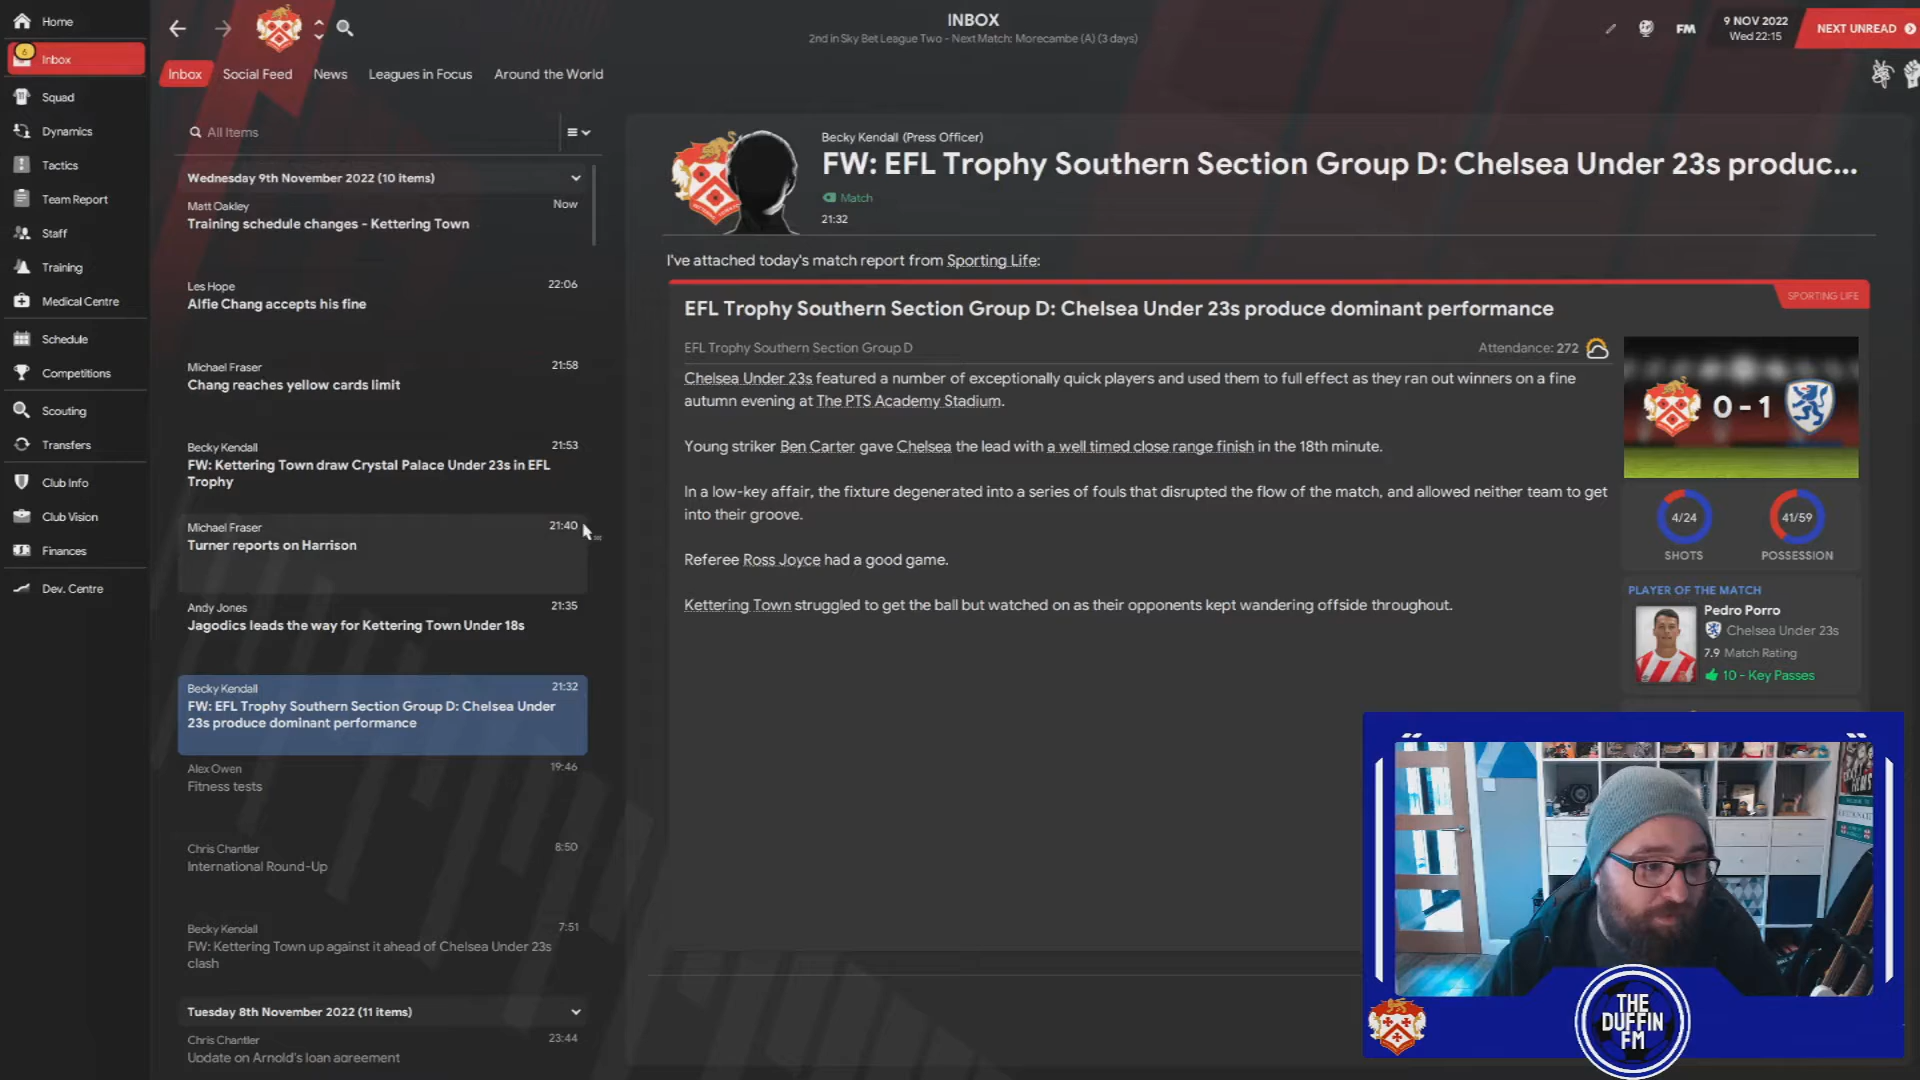 Home
Inbox
6
Squad
Dynamics
Tactics
Team Report
Staff
Training
Medical Centre
Schedule
Competitions
Scouting
Transfers
Club Info
Club Vision
Finances
Dev. Centre
INBOX
2nd in Sky Bet League Two - Next Match: Morecambe (A) (3 days)
FM
9 NOV 2022
Wed 22:15
NEXT UNREAD
Inbox
Social Feed
News
Leagues in Focus
Around the World
All Items
Wednesday 9th November 2022 (10 items)
Matt Oakley
Now
Training schedule changes - Kettering Town
Les Hope
22:06
Alfie Chang accepts his fine
Michael Fraser
21:58
Chang reaches yellow cards limit
Becky Kendall
21:53
FW: Kettering Town draw Crystal Palace Under 23s in EFL
Trophy
Michael Fraser
21:40
Turner reports on Harrison
Andy Jones
21:35
Jagodics leads the way for Kettering Town Under 18s
Becky Kendall
21:32
FW: EFL Trophy Southern Section Group D: Chelsea Under
23s produce dominant performance
Alex Owen
19:46
Fitness tests
Chris Chantler
8:50
International Round-Up
Becky Kendall
7:51
FW: Kettering Town up against it ahead of Chelsea Under 23s
clash
Tuesday 8th November 2022 (11 items)
Chris Chantler
23:44
Update on Arnold's loan agreement
Becky Kendall (Press Officer)
FW: EFL Trophy Southern Section Group D: Chelsea Under 23s produc...
Match
21:32
I've attached today's match report from Sporting Life:
SPORTING LIFE
EFL Trophy Southern Section Group D: Chelsea Under 23s produce dominant performance
EFL Trophy Southern Section Group D
Attendance: 272
Chelsea Under 23s featured a number of exceptionally quick players and used them to full effect as they ran out winners on a fine
autumn evening at The PTS Academy Stadium.
Young striker Ben Carter gave Chelsea the lead with a well timed close range finish in the 18th minute.
In a low-key affair, the fixture degenerated into a series of fouls that disrupted the flow of the match, and allowed neither team to get
into their groove.
Referee Ross Joyce had a good game.
Kettering Town struggled to get the ball but watched on as their opponents kept wandering offside throughout.
0 - 1
4/24
SHOTS
41/59
POSSESSION
PLAYER OF THE MATCH
Pedro Porro
Chelsea Under 23s
7.9 Match Rating
10 - Key Passes
THE
DUFFIN
FM